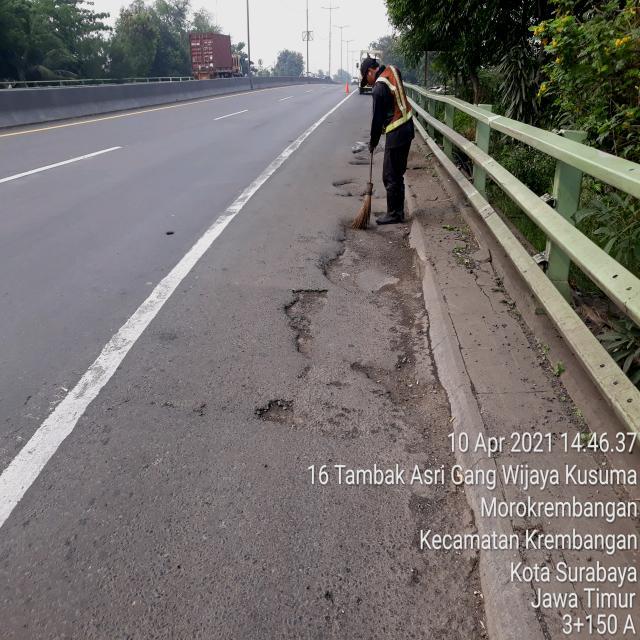 10 Apr 2021 14.46.37
16 Tambak Asri Gang Wijaya Kusuma
Morokrembangan
Kecamatan Krembangan
Kota Surabaya
Jawa Timur
3+150 A